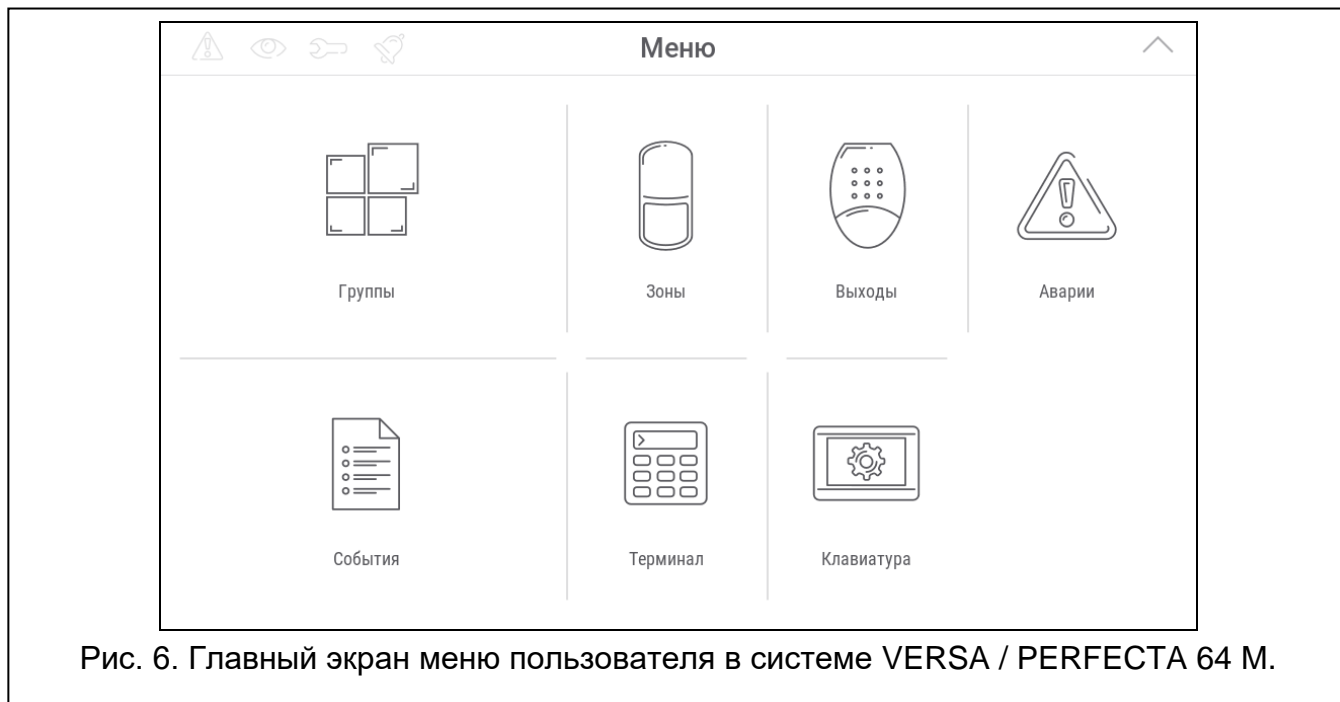 Меню
Группы
Зоны
Выходы
Аварии
События
Терминал
Клавиатура
Рис. 6. Главный экран меню пользователя в системе VERSA / PERFECTA 64 M.